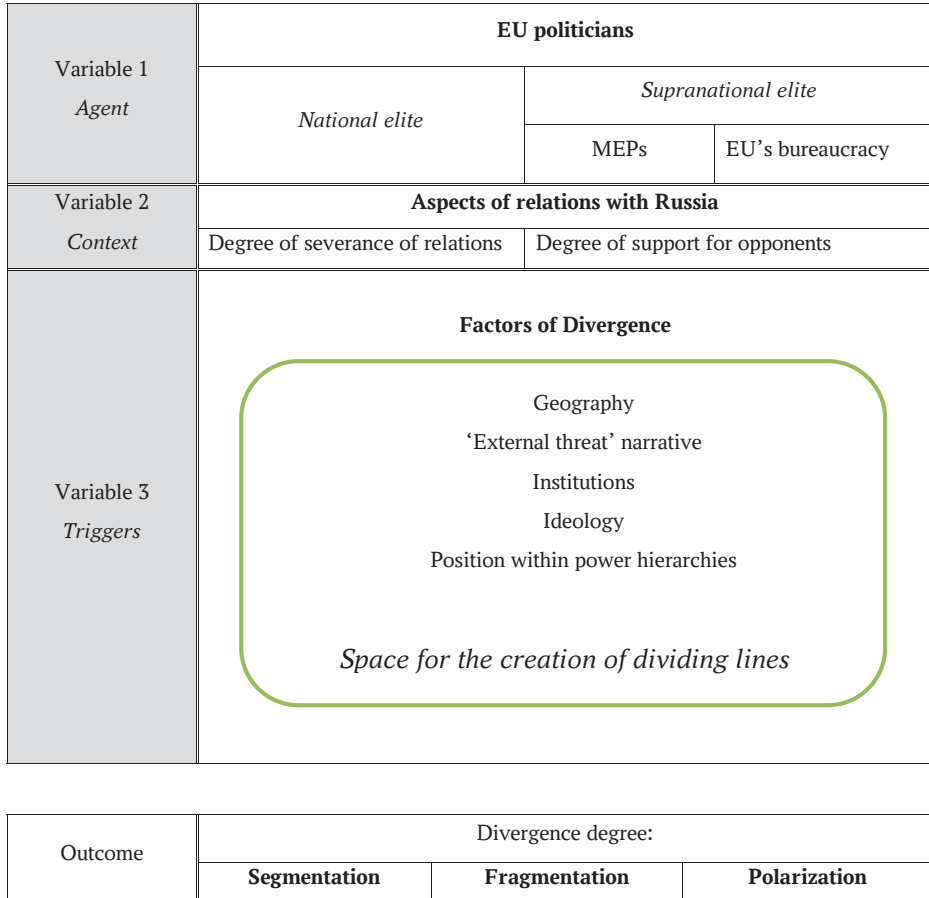 EU politicians
Variable 1
Agent
National elite
Supranational elite
MEPs
EU’s bureaucracy
Variable 2
Context
Aspects of relations with Russia
Degree of severance of relations
Degree of support for opponents
Variable 3
Triggers
Factors of Divergence
Geography
‘External threat’ narrative
Institutions
Ideology
Position within power hierarchies
Space for the creation of dividing lines
Outcome
Divergence degree:
Segmentation
Fragmentation
Polarization